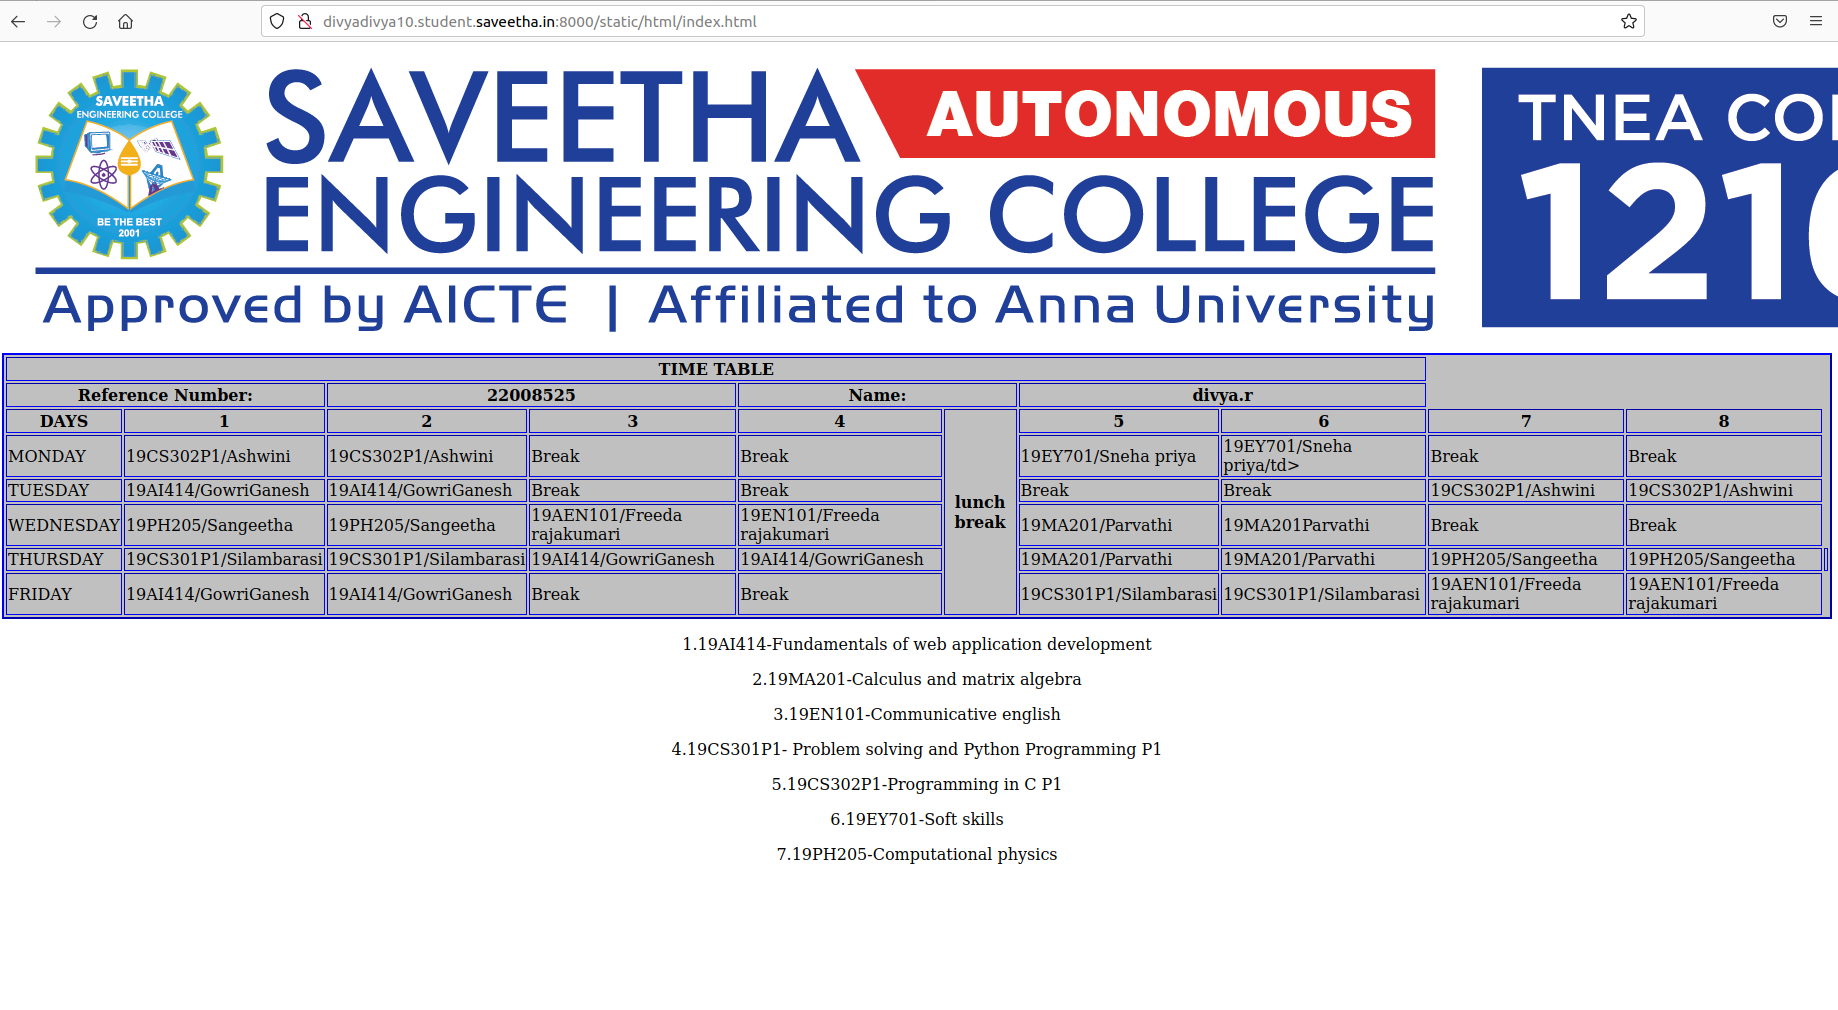 divyadivya10.student.saveetha.in:8000/static/html/index.html
SAVEETHA
ENGINEERING COLLEGE
BE THE BEST
2001
SAVEETHA AUTONOMOUS
ENGINEERING COLLEGE
Approved by AICTE | Affiliated to Anna University
TNEA
121
TIME TABLE
Reference Number: 22008525 Name: divya.r
DAYS 1 2 3 4 lunch break 5 6 7 8
MONDAY 19CS302P1/Ashwini 19CS302P1/Ashwini Break Break 19EY701/Sneha priya 19EY701/Sneha priya/td> Break Break
TUESDAY 19AI414/GowriGanesh 19AI414/GowriGanesh Break Break Break Break 19CS302P1/Ashwini 19CS302P1/Ashwini
WEDNESDAY 19PH205/Sangeetha 19PH205/Sangeetha 19AEN101/Freeda rajakumari 19EN101/Freeda rajakumari 19MA201/Parvathi 19MA201Parvathi Break Break
THURSDAY 19CS301P1/Silambarasi 19CS301P1/Silambarasi 19AI414/GowriGanesh 19AI414/GowriGanesh 19MA201/Parvathi 19MA201/Parvathi 19PH205/Sangeetha 19PH205/Sangeetha
FRIDAY 19AI414/GowriGanesh 19AI414/GowriGanesh Break Break 19CS301P1/Silambarasi 19CS301P1/Silambarasi 19AEN101/Freeda rajakumari 19AEN101/Freeda rajakumari
1.19AI414-Fundamentals of web application development
2.19MA201-Calculus and matrix algebra
3.19EN101-Communicative english
4.19CS301P1- Problem solving and Python Programming P1
5.19CS302P1-Programming in C P1
6.19EY701-Soft skills
7.19PH205-Computational physics